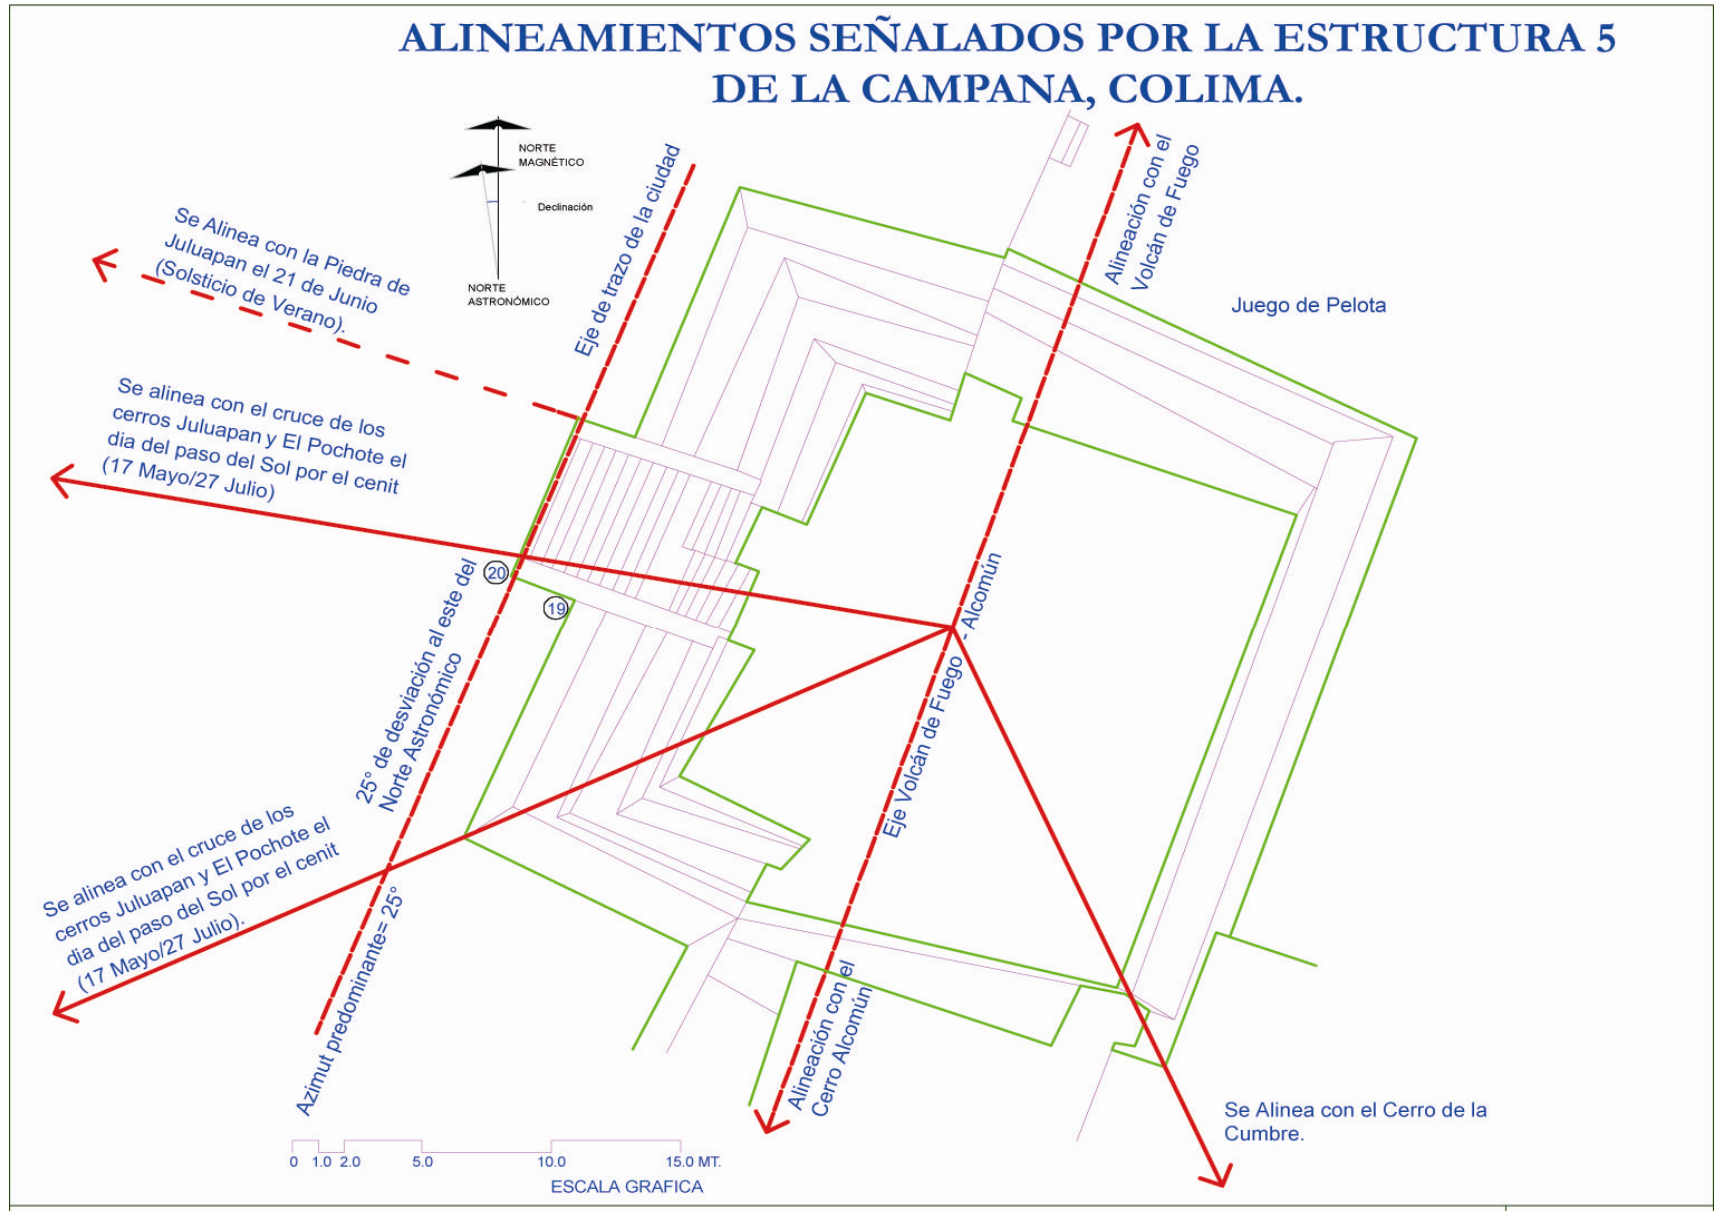 ALINEAMIENTOS SEÑALADOS POR LA ESTRUCTURA 5
DE LA CAMPANA, COLIMA.
NORTE
MAGNÉTICO
Declinación
NORTE
ASTRONÓMICO
Se Alinea con la Piedra de
Juluapan el 21 de Junio
(Solsticio de Verano).
Eje de trazo de la ciudad
Alineación con el
Volcán de Fuego
Juego de Pelota
Se alinea con el cruce de los
cerros Juluapan y El Pochote el
dia del paso del Sol por el cenit
(17 Mayo/27 Julio)
20
19
25° de desviación al este del
Norte Astronómico
Eje Volcán de Fuego - Alcomún
Se alinea con el cruce de los
cerros Juluapan y El Pochote el
dia del paso del Sol por el cenit
(17 Mayo/27 Julio).
Azimut predominante= 25°
Alineación con el
Cerro Alcomún
Se Alinea con el Cerro de la
Cumbre.
0 1.0 2.0 5.0 10.0 15.0 MT.
ESCALA GRAFICA